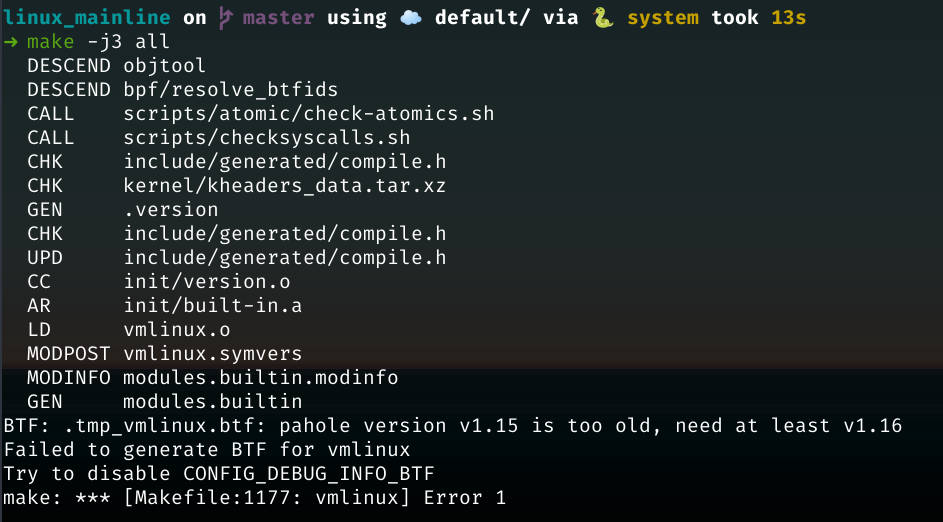 linux_mainline on master using ☁️ default/ via 🐍 system took 13s
→ make -j3 all
DESCEND objtool
DESCEND bpf/resolve_btfids
CALL scripts/atomic/check-atomics.sh
CALL scripts/checksyscalls.sh
CHK include/generated/compile.h
CHK kernel/kheaders_data.tar.xz
GEN .version
CHK include/generated/compile.h
UPD include/generated/compile.h
CC init/version.o
AR init/built-in.a
LD vmlinux.o
MODPOST vmlinux.symvers
MODINFO modules.builtin.modinfo
GEN modules.builtin
BTF: .tmp_vmlinux.btf: pahole version v1.15 is too old, need at least v1.16
Failed to generate BTF for vmlinux
Try to disable CONFIG_DEBUG_INFO_BTF
make: *** [Makefile:1177: vmlinux] Error 1